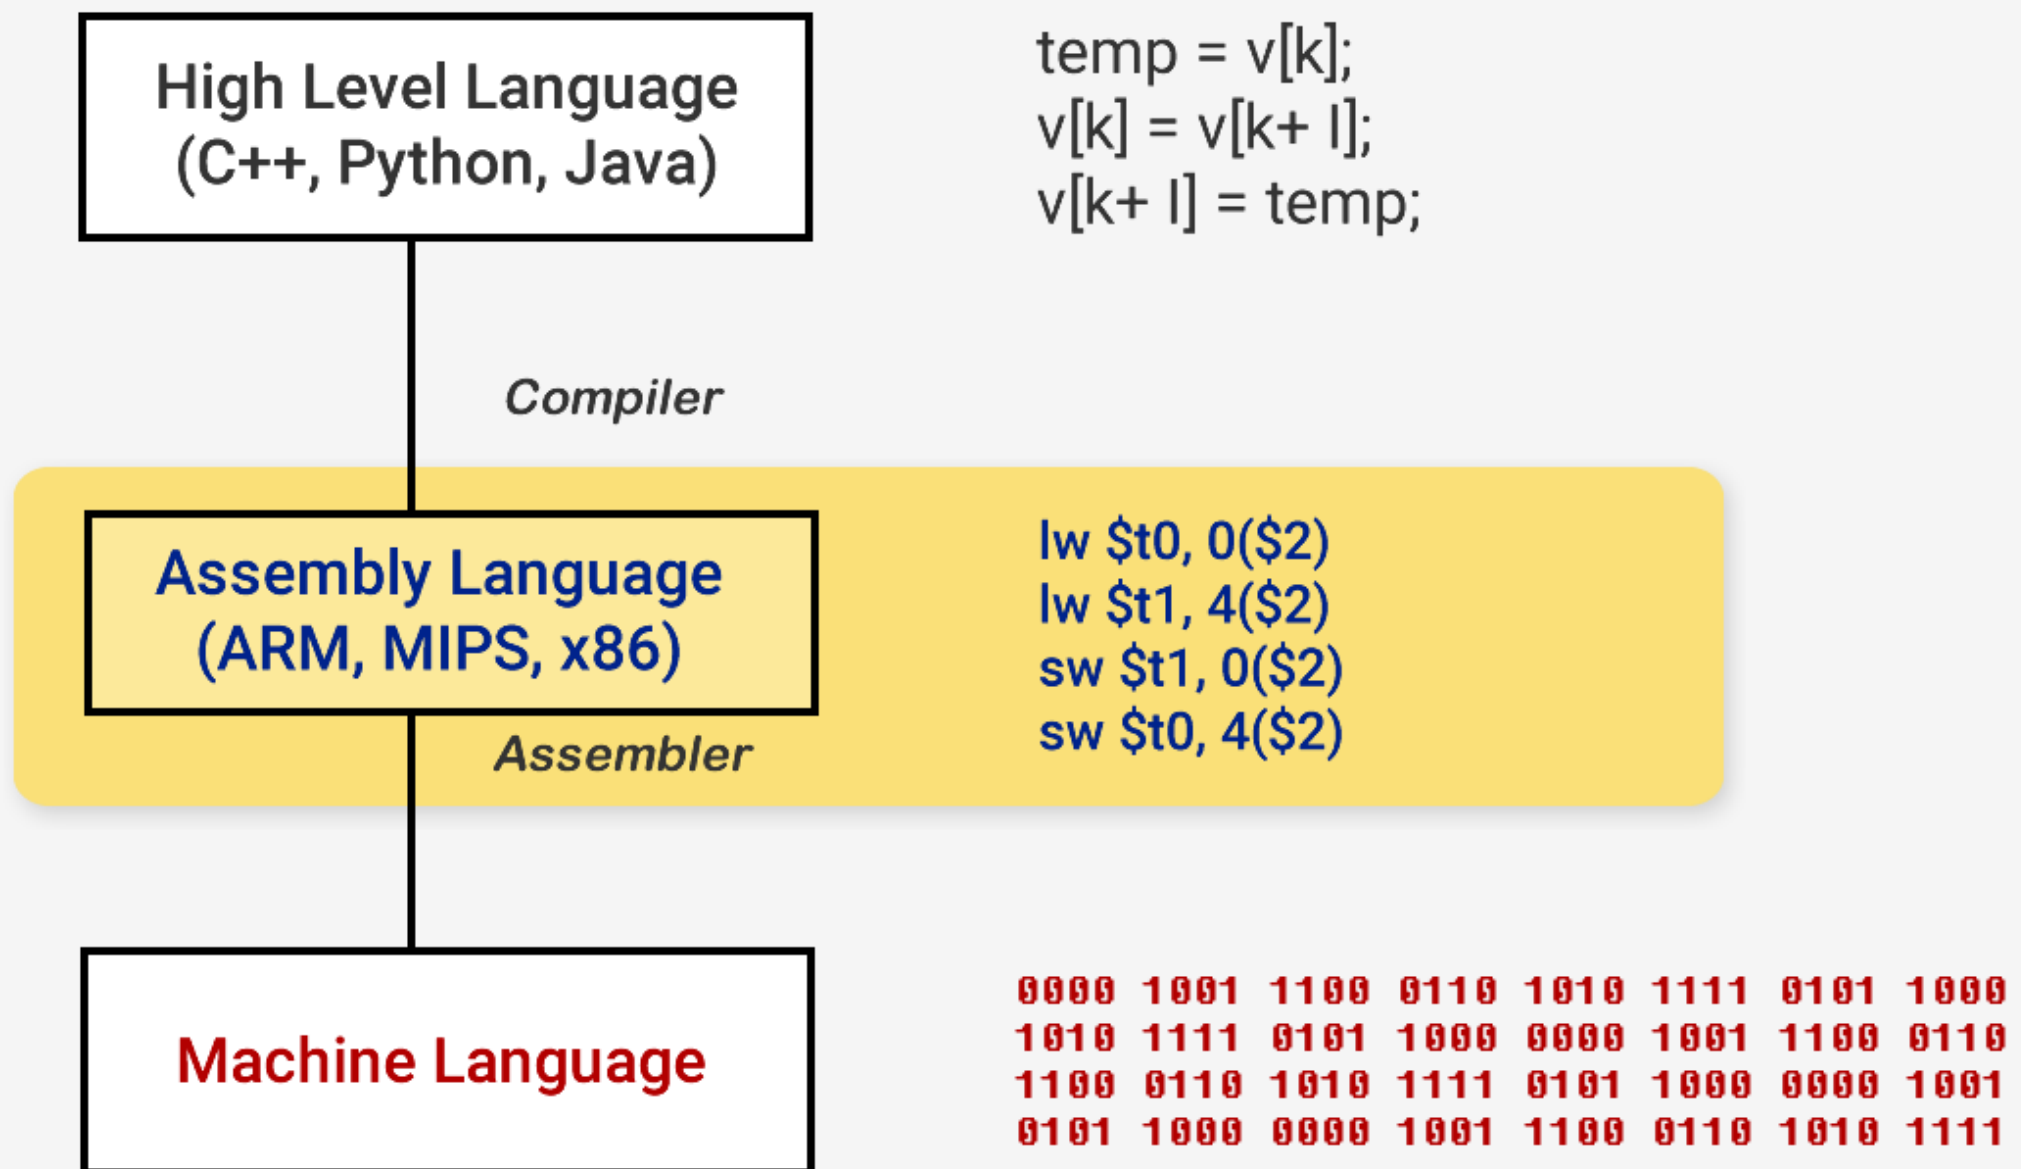 High Level Language
(C++, Python, Java)
temp = v[k];
v[k] = v[k+ I];
v[k+ I] = temp;
Compiler
Assembly Language
(ARM, MIPS, x86)
lw $t0, 0($2)
lw $t1, 4($2)
sw $t1, 0($2)
sw $t0, 4($2)
Assembler
Machine Language
0000 1001 1100 0110 1010 1111 0101 1000
1010 1111 0101 1000 0000 1001 1100 0110
1100 0110 1010 1111 0101 1000 0000 1001
0101 1000 0000 1001 1100 0110 1010 1111